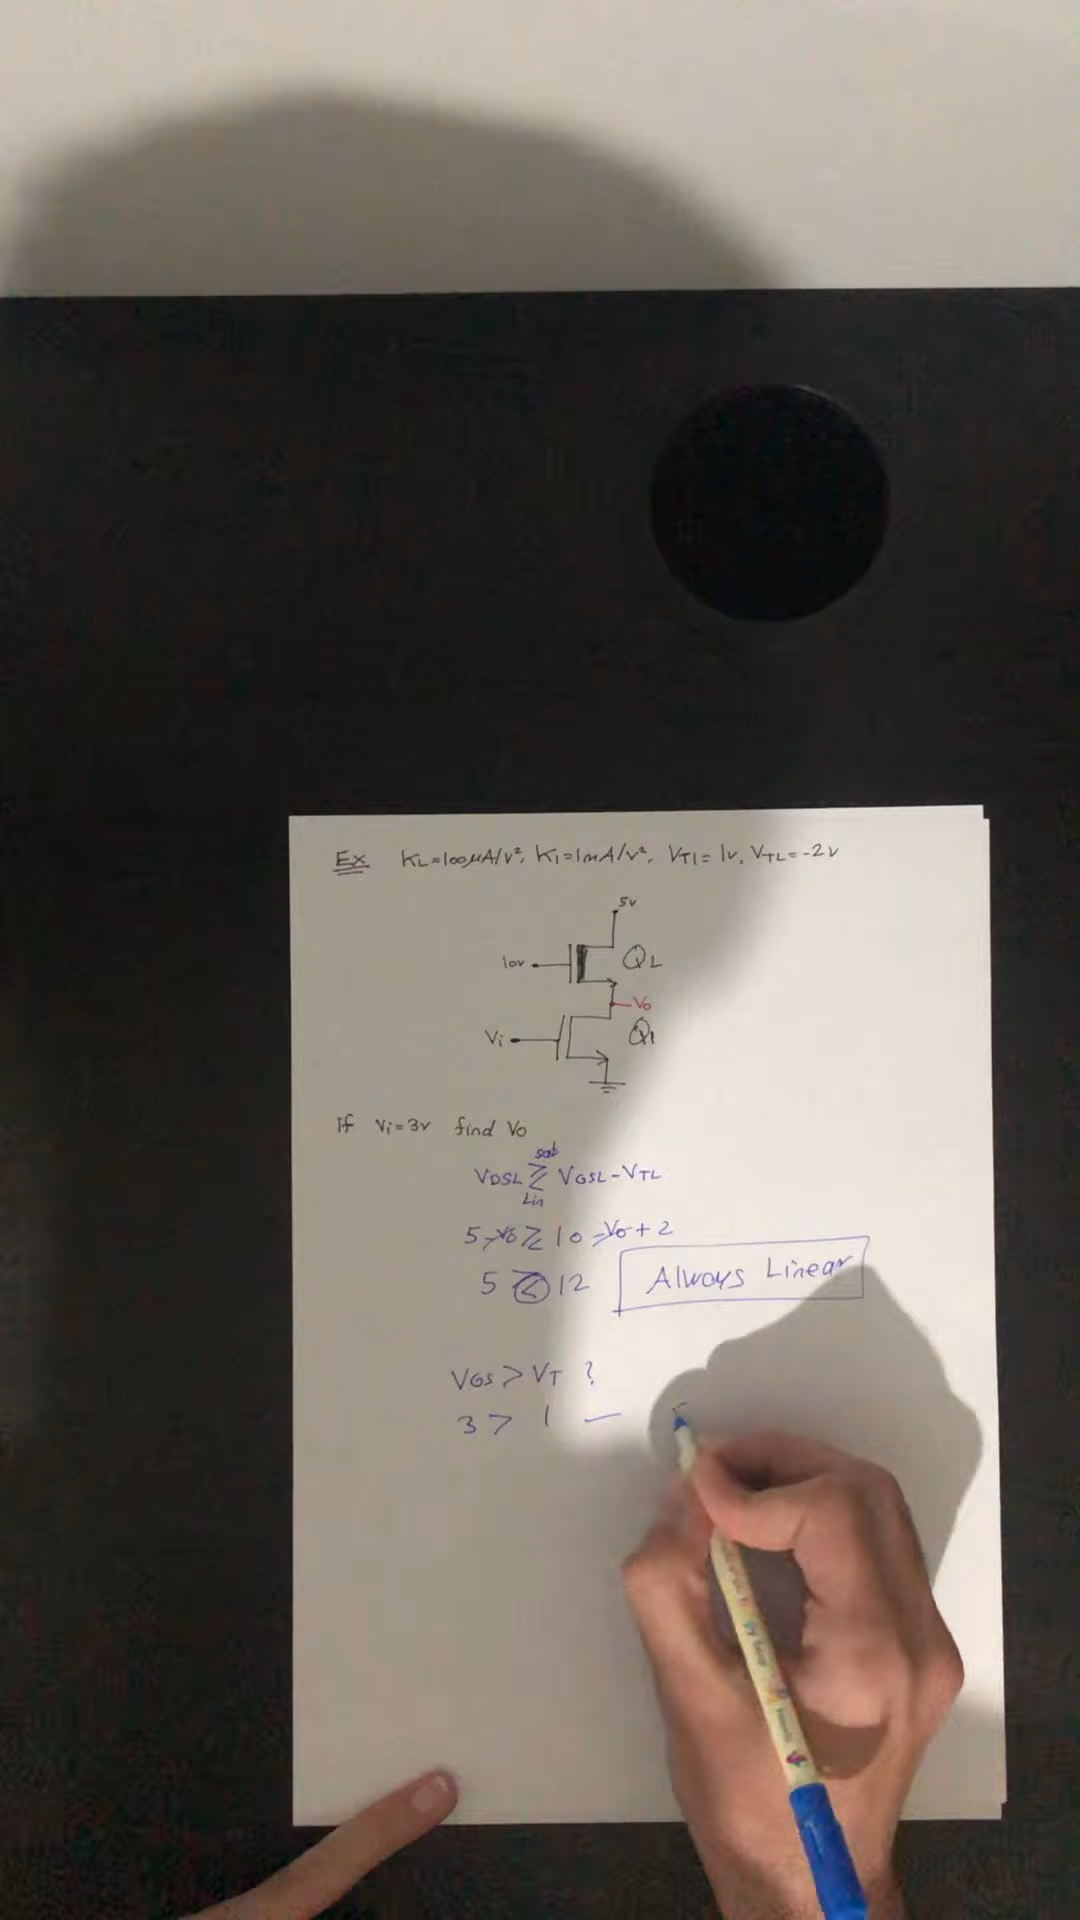 Ex KL=100μA/V², K1=1mA/V², VT1= 1v, VTL=-2v
5v
10v QL
Vo
Vi Q1
if Vi=3v find Vo
sat
VDSL ≥ VGSL-VTL
Lin
5-Vo ≥ 10-Vo+2
5 < 12 Always Linear
VGS > VT ?
3 > 1 —